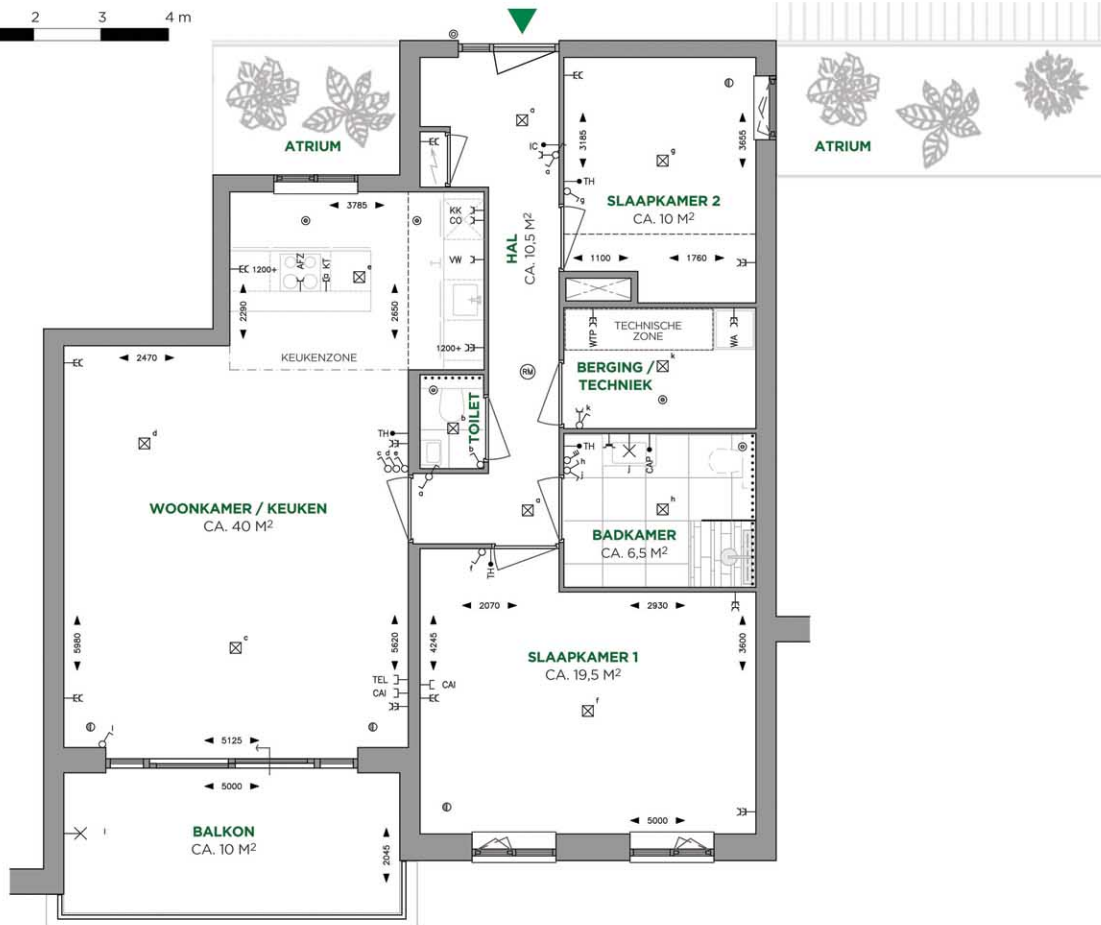 2 3 4 m
ATRIUM
ATRIUM
a
IC
a
g
3185
3655
TH
g
SLAAPKAMER 2
CA. 10 M²
1100
1760
3785
KK
CO
VW
HAL
CA. 10,5 M²
1200+
AFZ
KT
e
2290
2650
1200+
KEUKENZONE
2470
WTP
TECHNISCHE
ZONE
WA
BERGING /
TECHNIEK
k
k
RM
TOILET
b
b
TH
c d e
d
a
a
TH
h
j
j
CAP
h
BADKAMER
CA. 6,5 M²
WOONKAMER / KEUKEN
CA. 40 M²
f
TH
2070
2930
5980
5620
4245
3600
c
SLAAPKAMER 1
CA. 19,5 M²
TEL
CAI
CAI
f
l
5125
5000
5000
BALKON
CA. 10 M²
l
2045